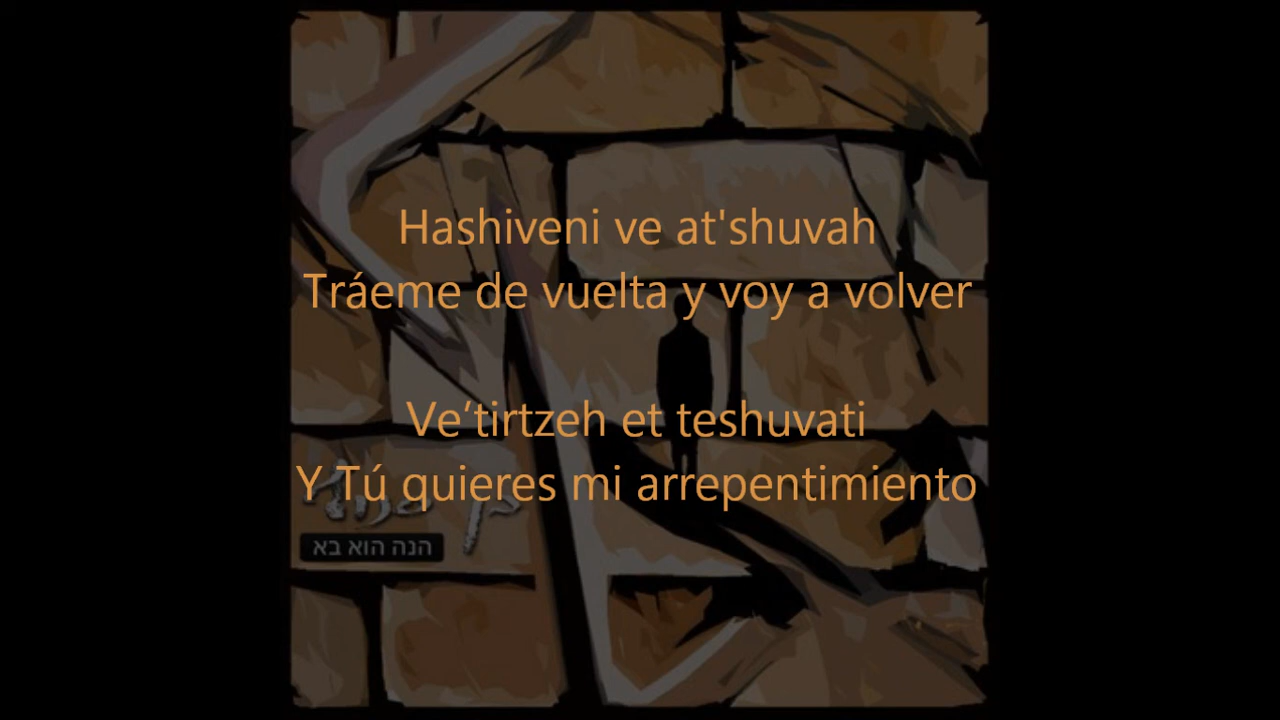 Hashiveni ve at'shuvah
Tráeme de vuelta y voy a volver
Ve’tirtzeh et teshuvati
Y Tú quieres mi arrepentimiento
הנה הוא בא